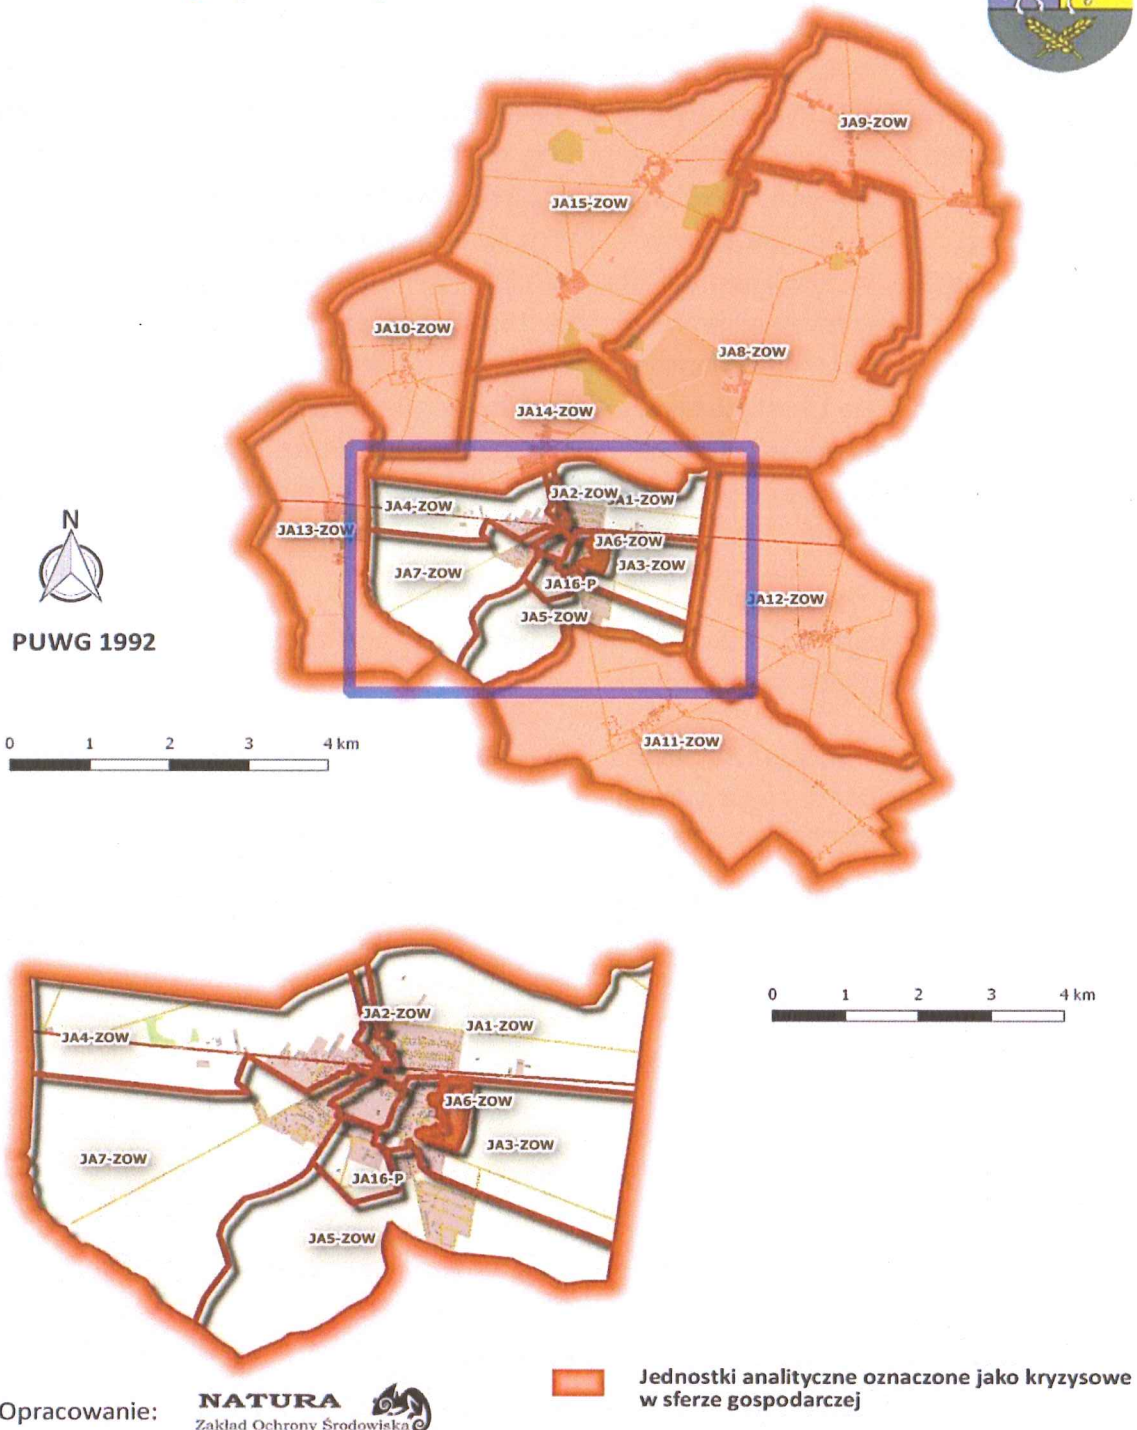 JA9-ZOW
JA15-ZOW
JA10-ZOW
JA8-ZOW
JA14-ZOW
JA2-ZOW
JA1-ZOW
JA4-ZOW
JA13-ZOW
JA6-ZOW
JA3-ZOW
JA7-ZOW
JA16-P
JA12-ZOW
JA5-ZOW
N
PUWG 1992
JA11-ZOW
0 1 2 3 4 km
0 1 2 3 4 km
JA2-ZOW
JA1-ZOW
JA4-ZOW
JA6-ZOW
JA3-ZOW
JA7-ZOW
JA16-P
JA5-ZOW
Jednostki analityczne oznaczone jako kryzysowe
w sferze gospodarczej
Opracowanie:
NATURA
Zakład Ochrony Środowiska